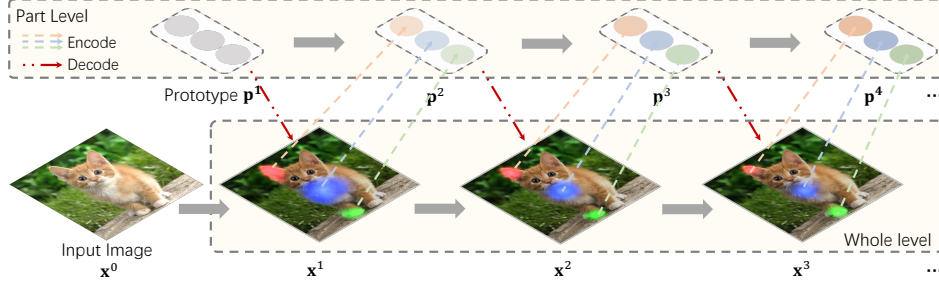 Part Level
Encode
Decode
Prototype p¹
p²
p³
p⁴
...
Input Image
x⁰
Whole level
x¹
x²
x³
...